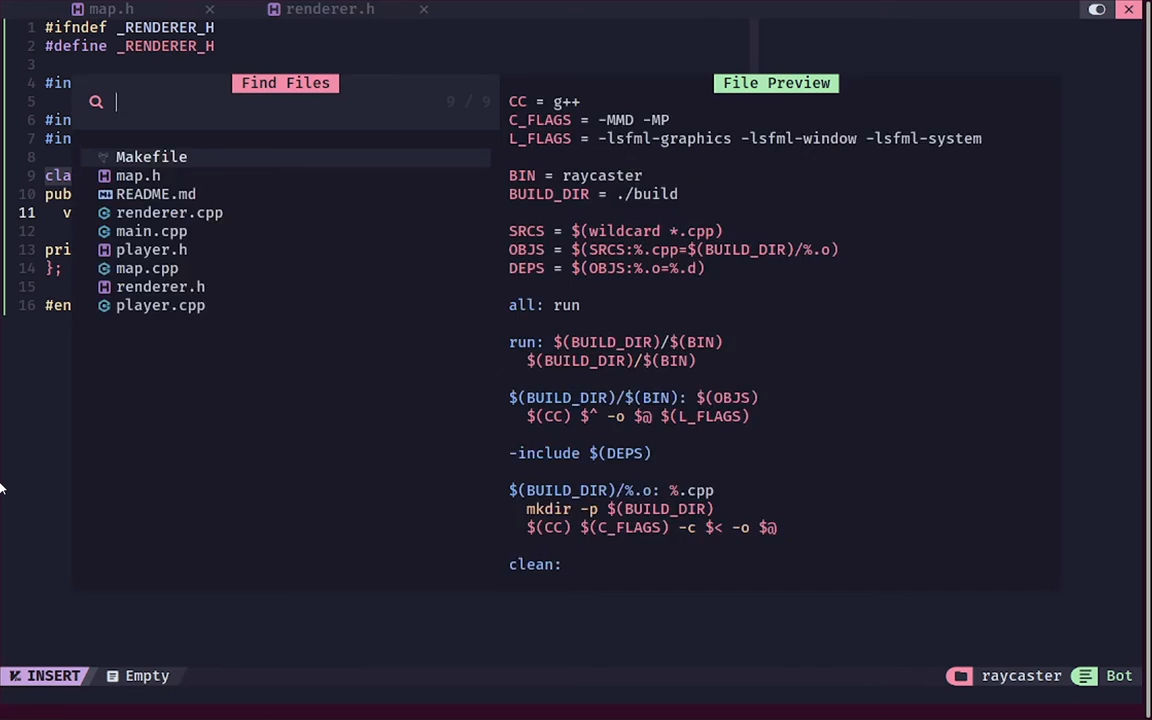 map.h
renderer.h
1 #ifndef _RENDERER_H
2 #define _RENDERER_H
3
4 #in
5
6 #in
7 #in
8
9 cla
10 pub
11 v
12
13 pri
14 };
15
16 #en
Find Files
9 / 9
Makefile
map.h
README.md
renderer.cpp
main.cpp
player.h
map.cpp
renderer.h
player.cpp
File Preview
CC = g++
C_FLAGS = -MMD -MP
L_FLAGS = -lsfml-graphics -lsfml-window -lsfml-system
BIN = raycaster
BUILD_DIR = ./build
SRCS = $(wildcard *.cpp)
OBJS = $(SRCS:%.cpp=$(BUILD_DIR)/%.o)
DEPS = $(OBJS:%.o=%.d)
all: run
run: $(BUILD_DIR)/$(BIN)
$(BUILD_DIR)/$(BIN)
$(BUILD_DIR)/$(BIN): $(OBJS)
$(CC) $^ -o $@ $(L_FLAGS)
-include $(DEPS)
$(BUILD_DIR)/%.o: %.cpp
mkdir -p $(BUILD_DIR)
$(CC) $(C_FLAGS) -c $< -o $@
clean:
INSERT
Empty
raycaster
Bot